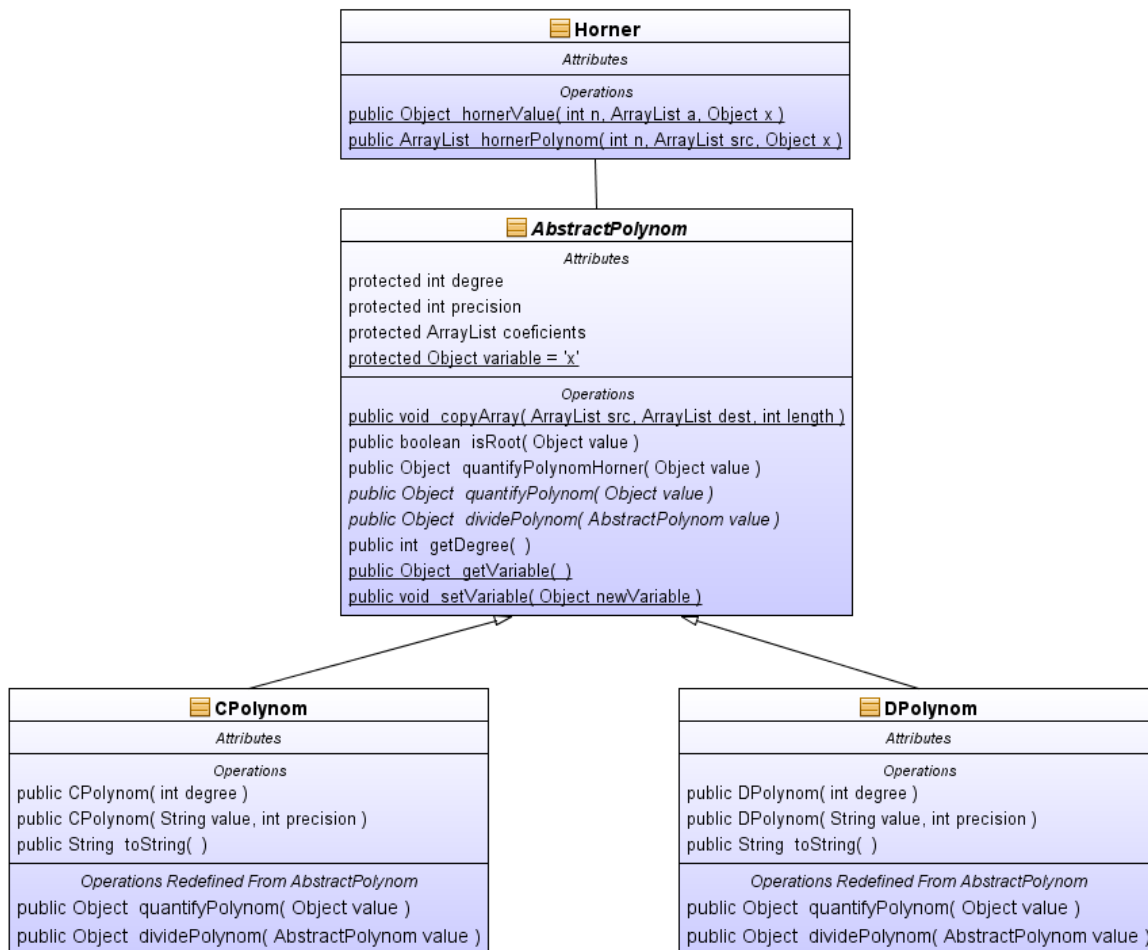 Horner
Attributes
Operations
public Object hornerValue( int n, ArrayList a, Object x )
public ArrayList hornerPolynom( int n, ArrayList src, Object x )
AbstractPolynom
Attributes
protected int degree
protected int precision
protected ArrayList coeficients
protected Object variable = 'x'
Operations
public void copyArray( ArrayList src, ArrayList dest, int length )
public boolean isRoot( Object value )
public Object quantifyPolynomHorner( Object value )
public Object quantifyPolynom( Object value )
public Object dividePolynom( AbstractPolynom value )
public int getDegree( )
public Object getVariable( )
public void setVariable( Object newVariable )
CPolynom
Attributes
Operations
public CPolynom( int degree )
public CPolynom( String value, int precision )
public String toString( )
Operations Redefined From AbstractPolynom
public Object quantifyPolynom( Object value )
public Object dividePolynom( AbstractPolynom value )
DPolynom
Attributes
Operations
public DPolynom( int degree )
public DPolynom( String value, int precision )
public String toString( )
Operations Redefined From AbstractPolynom
public Object quantifyPolynom( Object value )
public Object dividePolynom( AbstractPolynom value )